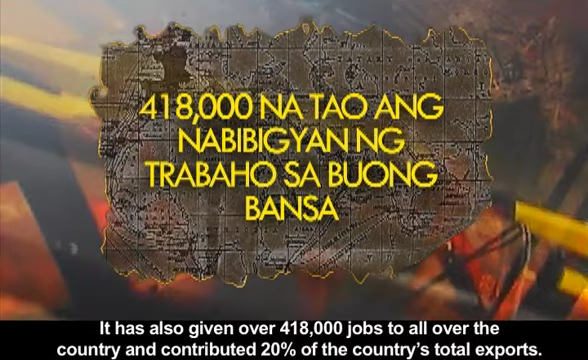 418,000 NA TAO ANG
NABIBIGYAN NG
TRABAHO SA BUONG
BANSA
It has also given over 418,000 jobs to all over the
country and contributed 20% of the country's total exports.